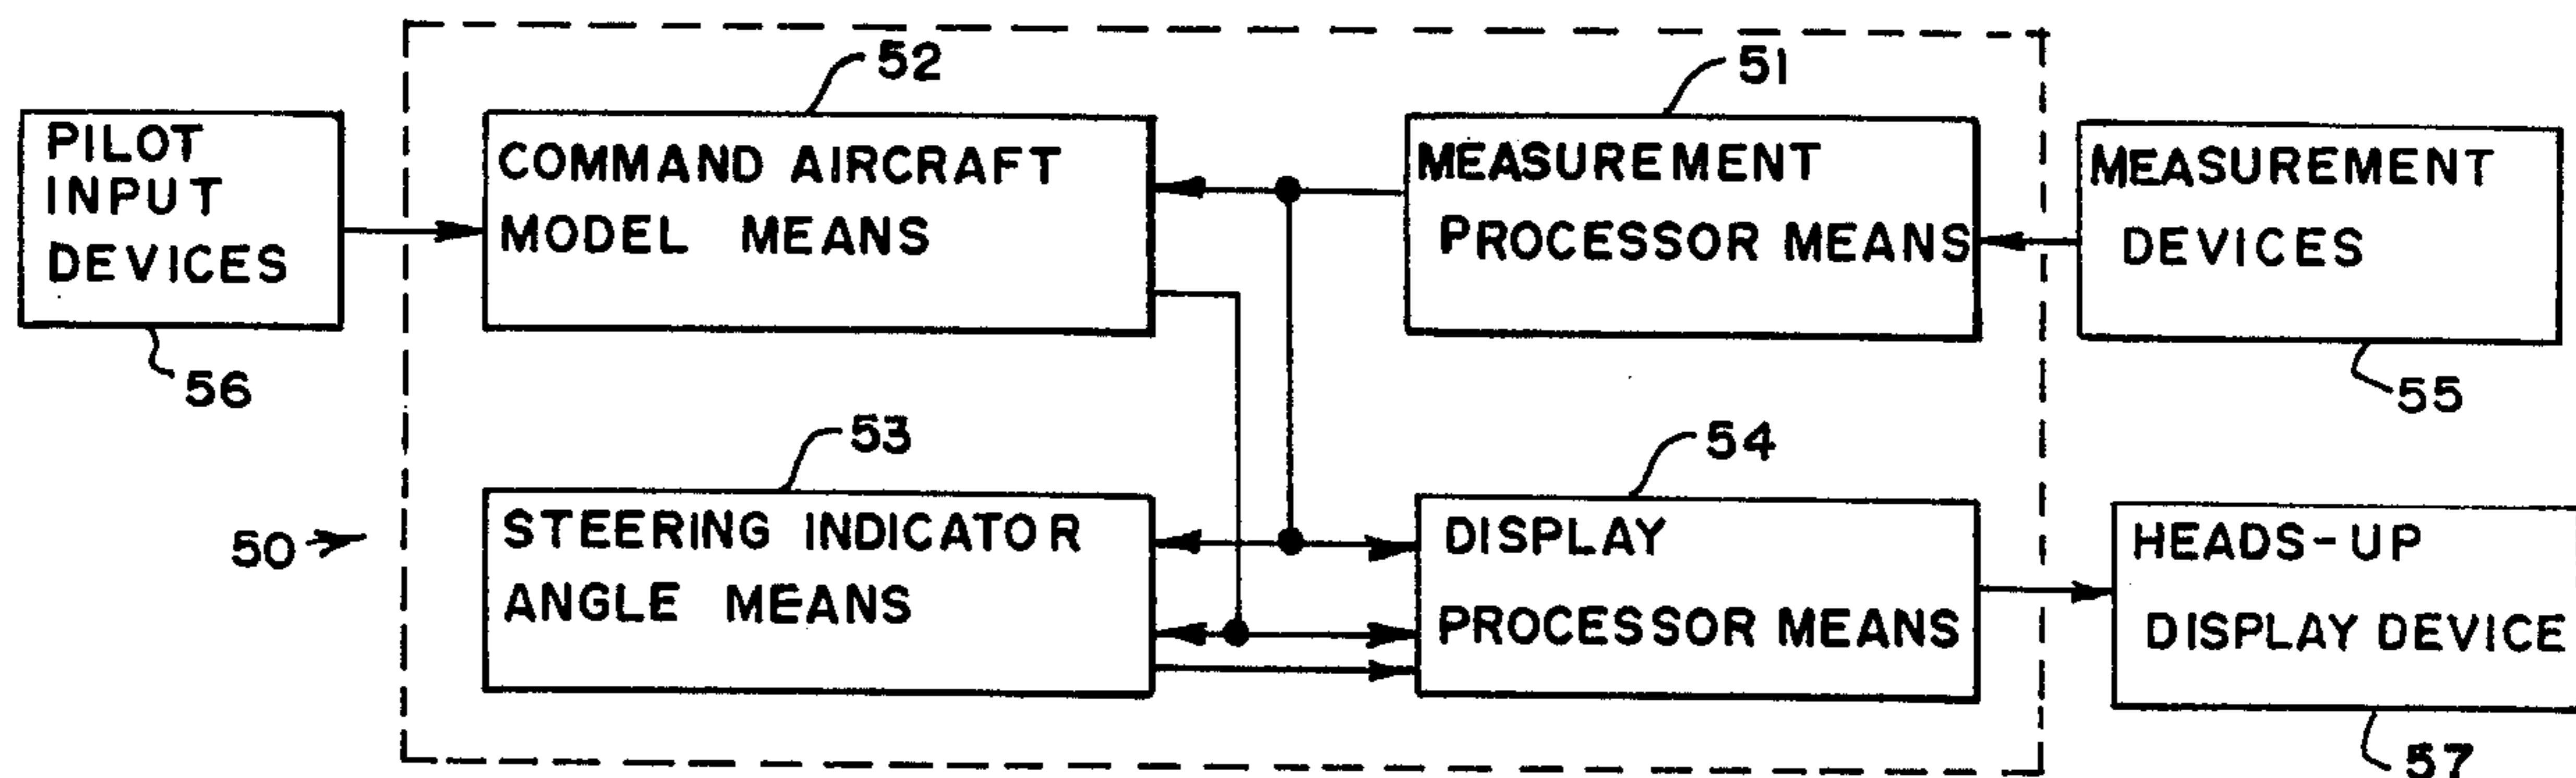 52
51
PILOT
INPUT
DEVICES
COMMAND AIRCRAFT
MODEL MEANS
MEASUREMENT
PROCESSOR MEANS
MEASUREMENT
DEVICES
56
55
53
54
50
STEERING INDICATOR
ANGLE MEANS
DISPLAY
PROCESSOR MEANS
HEADS-UP
DISPLAY DEVICE
57